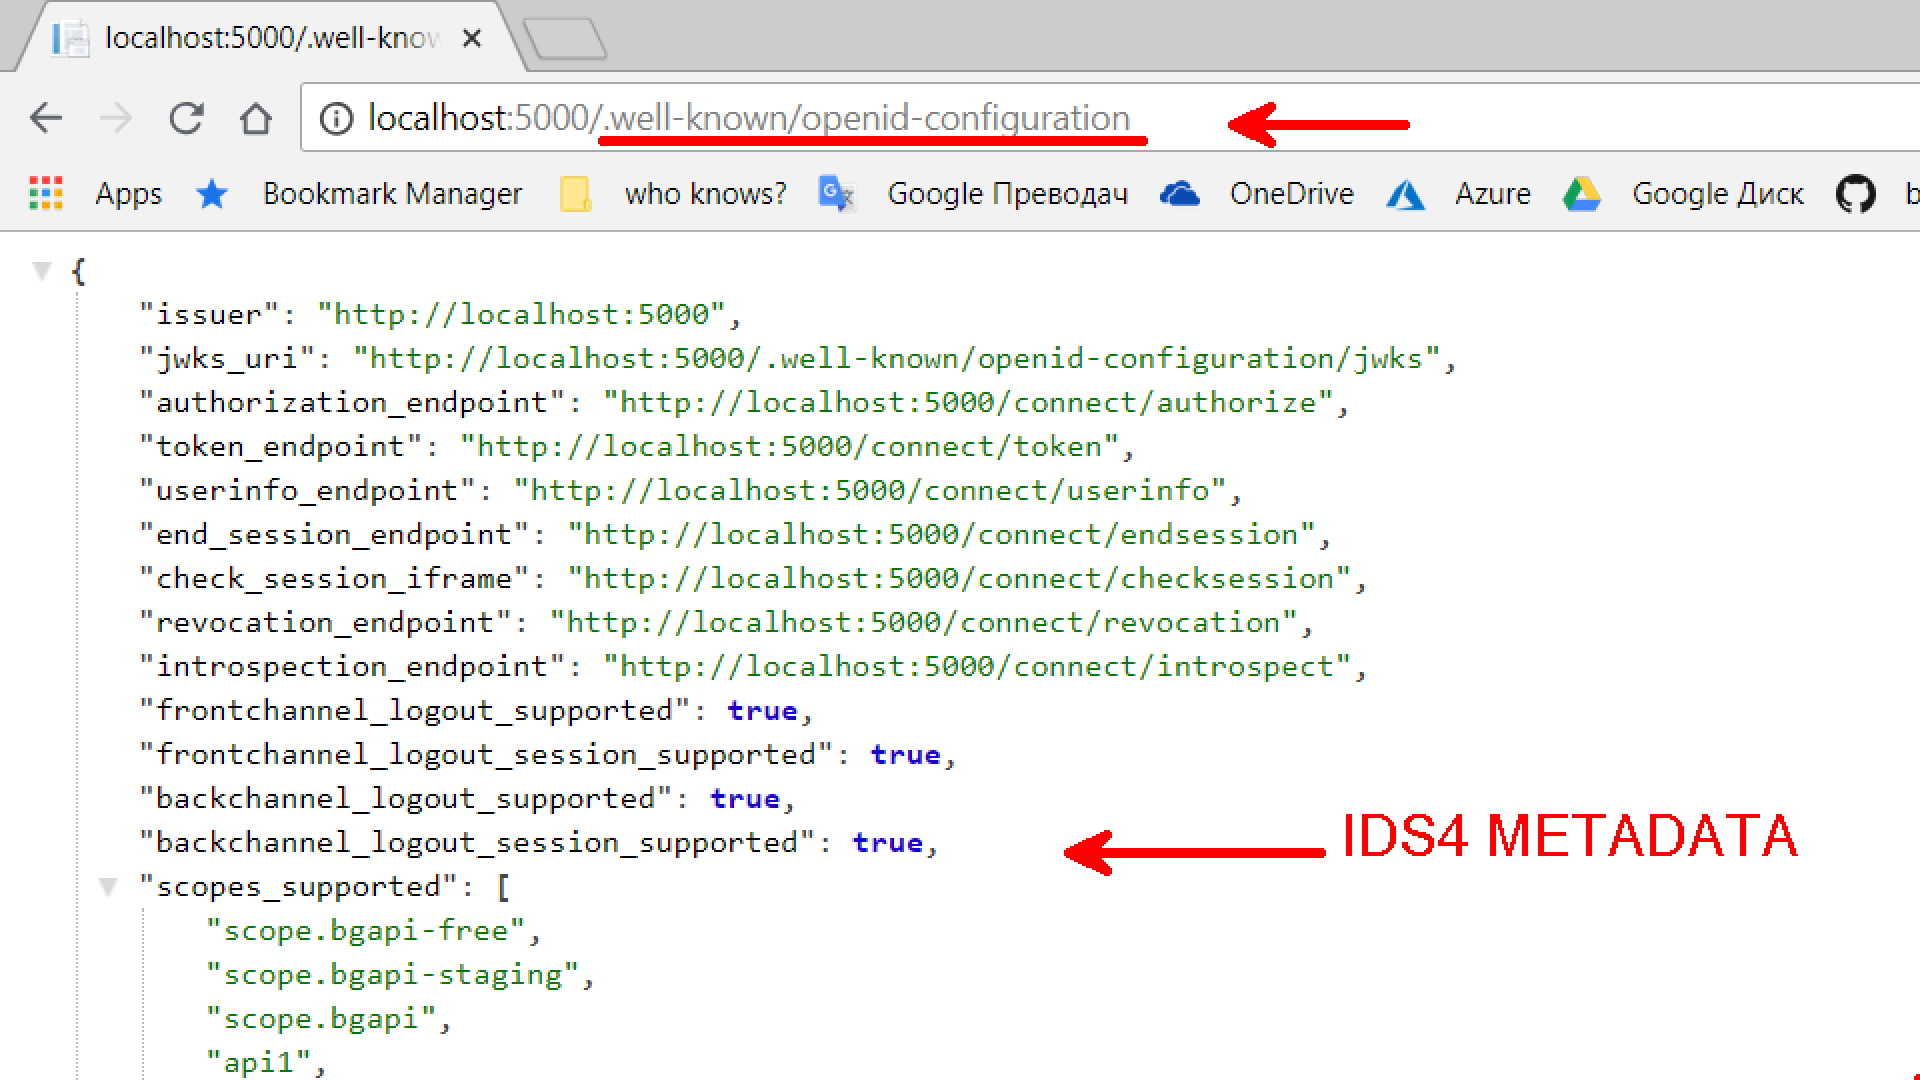 localhost:5000/.well-know
localhost:5000/.well-known/openid-configuration
Apps Bookmark Manager who knows? Google Преводач OneDrive Azure Google Диск
{
"issuer": "http://localhost:5000",
"jwks_uri": "http://localhost:5000/.well-known/openid-configuration/jwks",
"authorization_endpoint": "http://localhost:5000/connect/authorize",
"token_endpoint": "http://localhost:5000/connect/token",
"userinfo_endpoint": "http://localhost:5000/connect/userinfo",
"end_session_endpoint": "http://localhost:5000/connect/endsession",
"check_session_iframe": "http://localhost:5000/connect/checksession",
"revocation_endpoint": "http://localhost:5000/connect/revocation",
"introspection_endpoint": "http://localhost:5000/connect/introspect",
"frontchannel_logout_supported": true,
"frontchannel_logout_session_supported": true,
"backchannel_logout_supported": true,
"backchannel_logout_session_supported": true,
IDS4 METADATA
"scopes_supported": [
"scope.bgapi-free",
"scope.bgapi-staging",
"scope.bgapi",
"api1",